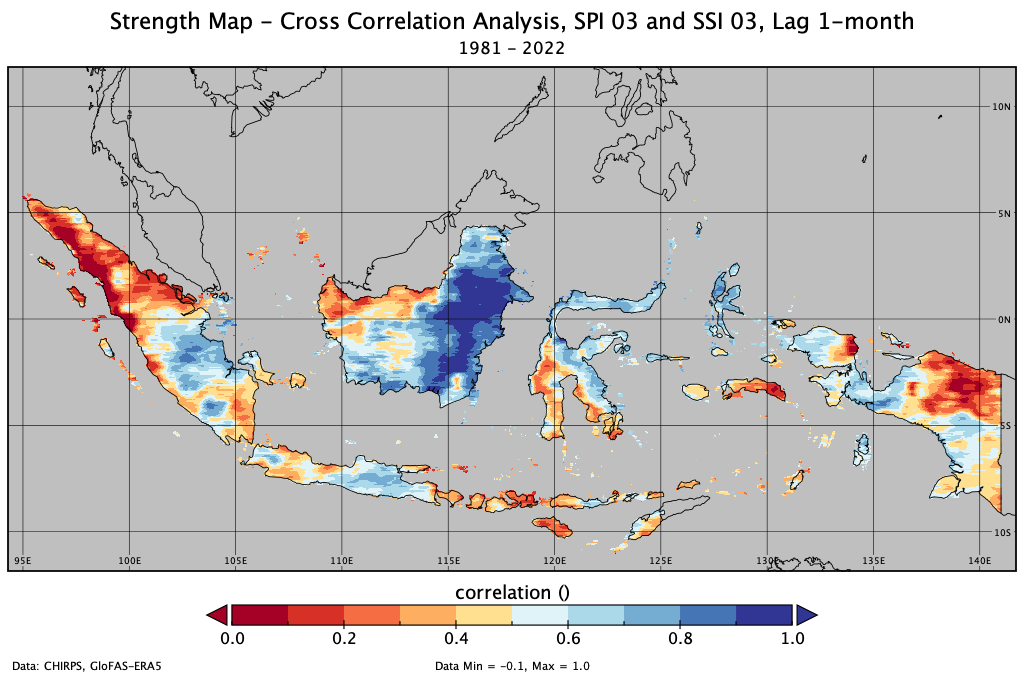 Strength Map – Cross Correlation Analysis, SPI 03 and SSI 03, Lag 1-month
1981 – 2022
10N
5N
0N
5S
10S
95E 100E 105E 110E 115E 120E 125E 130E 135E 140E
correlation ()
0.0 0.2 0.4 0.6 0.8 1.0
Data: CHIRPS, GloFAS-ERA5 Data Min = -0.1, Max = 1.0